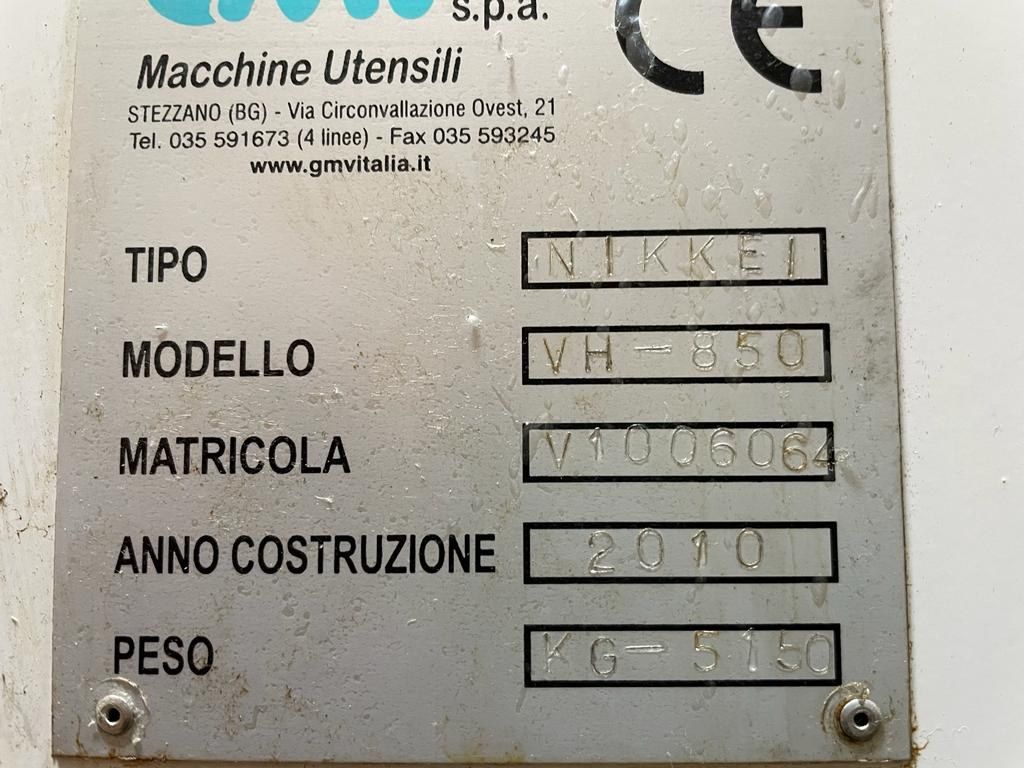 s.p.a.
CE
Macchine Utensili
STEZZANO (BG) - Via Circonvallazione Ovest, 21
Tel. 035 591673 (4 linee) - Fax 035 593245
www.gmvitalia.it
TIPO NIKKEI
MODELLO VH-850
MATRICOLA V1006064
ANNO COSTRUZIONE 2010
PESO KG-5150